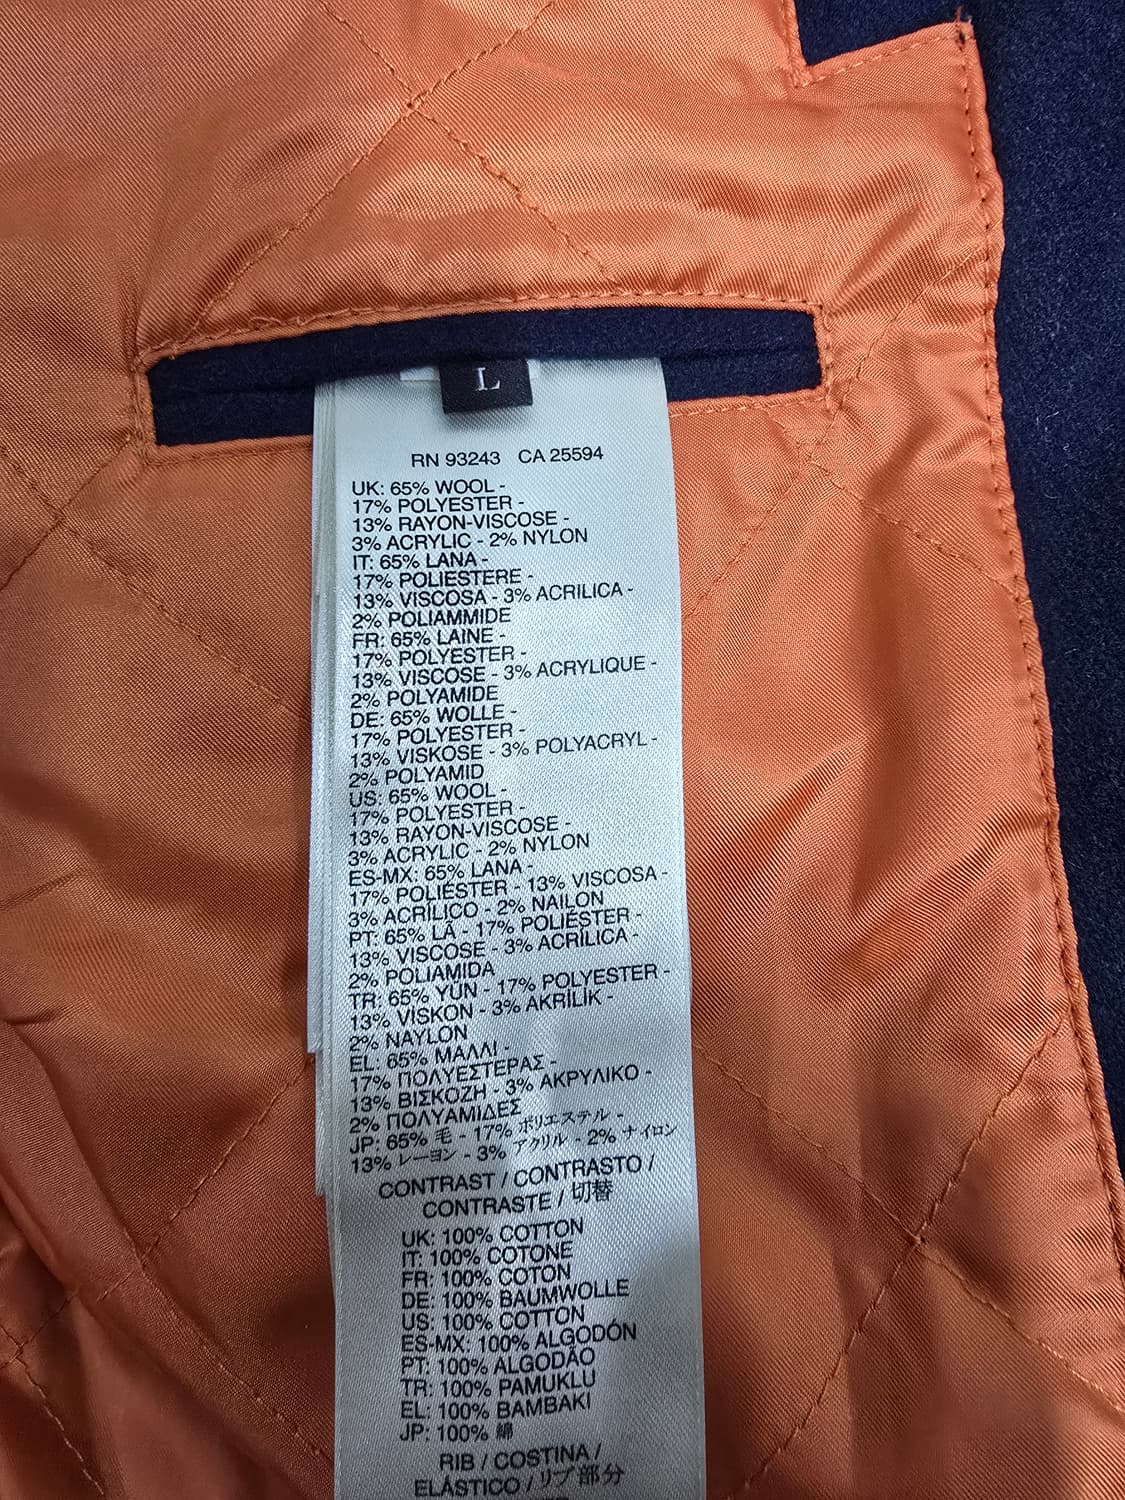 L
RN 93243 CA 25594
UK: 65% WOOL -
17% POLYESTER -
13% RAYON-VISCOSE -
3% ACRYLIC - 2% NYLON
IT: 65% LANA -
17% POLIESTERE -
13% VISCOSA - 3% ACRILICA -
2% POLIAMMIDE
FR: 65% LAINE -
17% POLYESTER -
13% VISCOSE - 3% ACRYLIQUE -
2% POLYAMIDE
DE: 65% WOLLE -
17% POLYESTER -
13% VISKOSE - 3% POLYACRYL -
2% POLYAMID
US: 65% WOOL -
17% POLYESTER -
13% RAYON-VISCOSE -
3% ACRYLIC - 2% NYLON
ES-MX: 65% LANA -
17% POLIÉSTER - 13% VISCOSA -
3% ACRÍLICO - 2% NAILON
PT: 65% LÃ - 17% POLIÉSTER -
13% VISCOSE - 3% ACRÍLICA -
2% POLIAMIDA
TR: 65% YÜN - 17% POLYESTER -
13% VİSKON - 3% AKRİLİK -
2% NAYLON
EL: 65% ΜΑΛΛΙ -
17% ΠΟΛΥΕΣΤΕΡΑΣ -
13% ΒΙΣΚΟΖΗ - 3% ΑΚΡΥΛΙΚΟ -
2% ΠΟΛΥΑΜΙΔΕΣ
JP: 65% 毛 - 17% ポリエステル -
13% レーヨン - 3% アクリル - 2% ナイロン
CONTRAST / CONTRASTO /
CONTRASTE / 切替
UK: 100% COTTON
IT: 100% COTONE
FR: 100% COTON
DE: 100% BAUMWOLLE
US: 100% COTTON
ES-MX: 100% ALGODÓN
PT: 100% ALGODÃO
TR: 100% PAMUKLU
EL: 100% ΒΑΜΒΑΚΙ
JP: 100% 綿
RIB / COSTINA /
ELÁSTICO / リブ部分